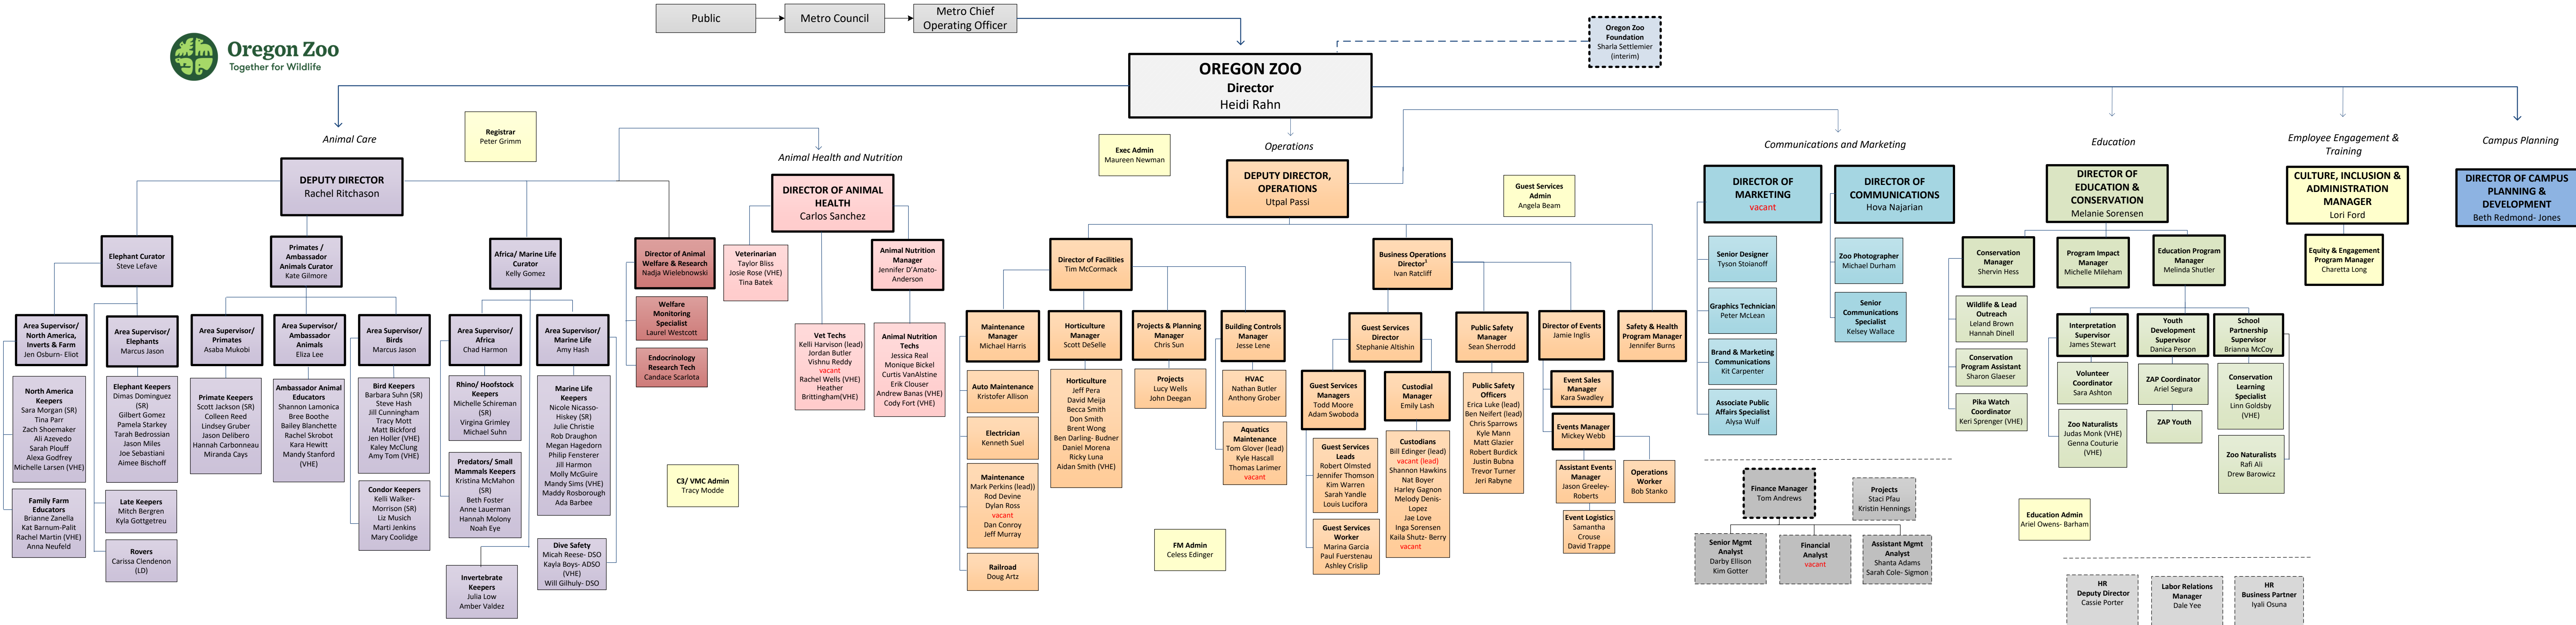 Public
Metro Council
Metro Chief
Operating Officer
Oregon Zoo
Together for Wildlife
Oregon Zoo
Foundation
Sharla Settlemier
(interim)
OREGON ZOO
Director
Heidi Rahn
Animal Care
Registrar
Peter Grimm
Animal Health and Nutrition
Exec Admin
Maureen Newman
Operations
Communications and Marketing
Education
Employee Engagement &
Training
Campus Planning
DEPUTY DIRECTOR
Rachel Ritchason
DIRECTOR OF ANIMAL
HEALTH
Carlos Sanchez
DEPUTY DIRECTOR,
OPERATIONS
Utpal Passi
Guest Services
Admin
Angela Beam
DIRECTOR OF
MARKETING
vacant
DIRECTOR OF
COMMUNICATIONS
Hova Najarian
DIRECTOR OF
EDUCATION &
CONSERVATION
Melanie Sorensen
CULTURE, INCLUSION &
ADMINISTRATION
MANAGER
Lori Ford
DIRECTOR OF CAMPUS
PLANNING &
DEVELOPMENT
Beth Redmond- Jones
Elephant Curator
Steve Lefave
Primates /
Ambassador
Animals Curator
Kate Gilmore
Africa/ Marine Life
Curator
Kelly Gomez
Director of Animal
Welfare & Research
Nadja Wielebnowski
Welfare
Monitoring
Specialist
Laurel Westcott
Endocrinology
Research Tech
Candace Scarlota
Veterinarian
Taylor Bliss
Josie Rose (VHE)
Tina Batek
Animal Nutrition
Manager
Jennifer D'Amato-
Anderson
Vet Techs
Kelli Harvison (lead)
Jordan Butler
Vishnu Reddy
vacant
Rachel Wells (VHE)
Heather
Brittingham(VHE)
Animal Nutrition
Techs
Jessica Real
Monique Bickel
Curtis VanAlstine
Erik Clouser
Andrew Banas (VHE)
Cody Fort (VHE)
Area Supervisor/
North America,
Inverts & Farm
Jen Osburn- Eliot
Area Supervisor/
Elephants
Marcus Jason
Area Supervisor/
Primates
Asaba Mukobi
Area Supervisor/
Ambassador
Animals
Eliza Lee
Area Supervisor/
Birds
Marcus Jason
Area Supervisor/
Africa
Chad Harmon
Area Supervisor/
Marine Life
Amy Hash
North America
Keepers
Sara Morgan (SR)
Tina Parr
Zach Shoemaker
Ali Azevedo
Sarah Plouff
Alexa Godfrey
Michelle Larsen (VHE)
Family Farm
Educators
Brianne Zanella
Kat Barnum-Palit
Rachel Martin (VHE)
Anna Neufeld
Elephant Keepers
Dimas Dominguez
(SR)
Gilbert Gomez
Pamela Starkey
Tarah Bedrossian
Jason Miles
Joe Sebastiani
Aimee Bischoff
Late Keepers
Mitch Bergren
Kyla Gottgetreu
Rovers
Carissa Clendenon
(LD)
Primate Keepers
Scott Jackson (SR)
Colleen Reed
Lindsey Gruber
Jason Delibero
Hannah Carbonneau
Miranda Cays
Ambassador Animal
Educators
Shannon Lamonica
Bree Boothe
Bailey Blanchette
Rachel Skrobot
Kara Hewitt
Mandy Stanford
(VHE)
Bird Keepers
Barbara Suhn (SR)
Steve Hash
Jill Cunningham
Tracy Mott
Matt Bickford
Jen Holler (VHE)
Kaley McClung
Amy Tom (VHE)
Condor Keepers
Kelli Walker-
Morrison (SR)
Liz Musich
Marti Jenkins
Mary Coolidge
Rhino/ Hoofstock
Keepers
Michelle Schireman
(SR)
Virgina Grimley
Michael Suhn
Predators/ Small
Mammals Keepers
Kristina McMahon
(SR)
Beth Foster
Anne Lauerman
Hannah Molony
Noah Eye
Invertebrate
Keepers
Julia Low
Amber Valdez
Marine Life
Keepers
Nicole Nicasso-
Hiskey (SR)
Julie Christie
Rob Draughon
Megan Hagedorn
Philip Fensterer
Jill Harmon
Molly McGuire
Mandy Sims (VHE)
Maddy Rosborough
Ada Barbee
Dive Safety
Micah Reese- DSO
Kayla Boys- ADSO
(VHE)
Will Gilhuly- DSO
C3/ VMC Admin
Tracy Modde
Director of Facilities
Tim McCormack
Business Operations
Director¹
Ivan Ratcliff
Maintenance
Manager
Michael Harris
Horticulture
Manager
Scott DeSelle
Projects & Planning
Manager
Chris Sun
Building Controls
Manager
Jesse Lene
Guest Services
Director
Stephanie Altishin
Public Safety
Manager
Sean Sherrodd
Director of Events
Jamie Inglis
Safety & Health
Program Manager
Jennifer Burns
Auto Maintenance
Kristofer Allison
Electrician
Kenneth Suel
Maintenance
Mark Perkins (lead))
Rod Devine
Dylan Ross
vacant
Dan Conroy
Jeff Murray
Railroad
Doug Artz
Horticulture
Jeff Pera
David Meija
Becca Smith
Don Smith
Brent Wong
Ben Darling- Budner
Daniel Morena
Ricky Luna
Aidan Smith (VHE)
Projects
Lucy Wells
John Deegan
HVAC
Nathan Butler
Anthony Grober
Aquatics
Maintenance
Tom Glover (lead)
Kyle Hascall
Thomas Larimer
vacant
FM Admin
Celess Edinger
Guest Services
Managers
Todd Moore
Adam Swoboda
Guest Services
Leads
Robert Olmsted
Jennifer Thomson
Kim Warren
Sarah Yandle
Louis Lucifora
Guest Services
Worker
Marina Garcia
Paul Fuerstenau
Ashley Crislip
Custodial
Manager
Emily Lash
Custodians
Bill Edinger (lead)
vacant (lead)
Shannon Hawkins
Nat Boyer
Harley Gagnon
Melody Denis-
Lopez
Jae Love
Inga Sorensen
Kaila Shutz- Berry
vacant
Public Safety
Officers
Erica Luke (lead)
Ben Neifert (lead)
Chris Sparrows
Kyle Mann
Matt Glazier
Robert Burdick
Justin Bubna
Trevor Turner
Jeri Rabyne
Event Sales
Manager
Kara Swadley
Events Manager
Mickey Webb
Assistant Events
Manager
Jason Greeley-
Roberts
Operations
Worker
Bob Stanko
Event Logistics
Samantha
Crouse
David Trappe
Senior Designer
Tyson Stoianoff
Graphics Technician
Peter McLean
Brand & Marketing
Communications
Kit Carpenter
Associate Public
Affairs Specialist
Alysa Wulf
Zoo Photographer
Michael Durham
Senior
Communications
Specialist
Kelsey Wallace
Finance Manager
Tom Andrews
Projects
Staci Pfau
Kristin Hennings
Senior Mgmt
Analyst
Darby Ellison
Kim Gotter
Financial
Analyst
vacant
Assistant Mgmt
Analyst
Shanta Adams
Sarah Cole- Sigmon
Conservation
Manager
Shervin Hess
Program Impact
Manager
Michelle Mileham
Education Program
Manager
Melinda Shutler
Wildlife & Lead
Outreach
Leland Brown
Hannah Dinell
Conservation
Program Assistant
Sharon Glaeser
Pika Watch
Coordinator
Keri Sprenger (VHE)
Interpretation
Supervisor
James Stewart
Youth
Development
Supervisor
Danica Person
School
Partnership
Supervisor
Brianna McCoy
Volunteer
Coordinator
Sara Ashton
Zoo Naturalists
Judas Monk (VHE)
Genna Couturie
(VHE)
ZAP Coordinator
Ariel Segura
ZAP Youth
Conservation
Learning
Specialist
Linn Goldsby
(VHE)
Zoo Naturalists
Rafi Ali
Drew Barowicz
Equity & Engagement
Program Manager
Charetta Long
Education Admin
Ariel Owens- Barham
HR
Deputy Director
Cassie Porter
Labor Relations
Manager
Dale Yee
HR
Business Partner
Iyali Osuna